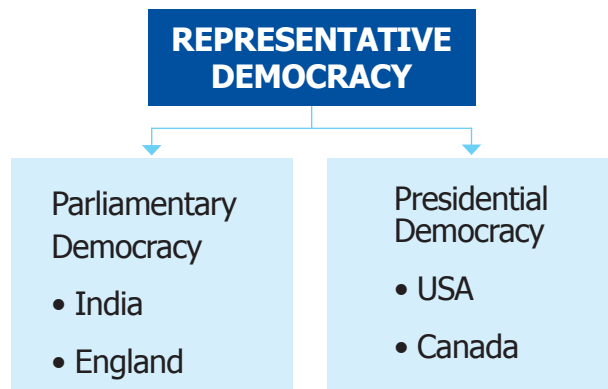 REPRESENTATIVE
DEMOCRACY
Parliamentary
Democracy
• India
• England
Presidential
Democracy
• USA
• Canada